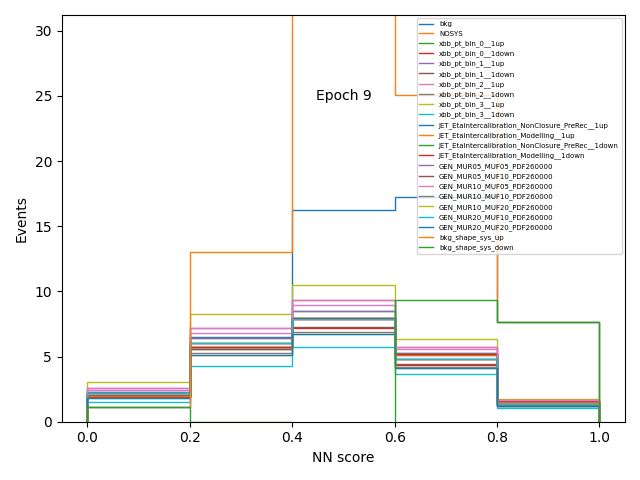 30
25
20
15
10
5
0
Events
0.0 0.2 0.4 0.6 0.8 1.0
NN score
Epoch 9
bkg
NOSYS
xbb_pt_bin_0__1up
xbb_pt_bin_0__1down
xbb_pt_bin_1__1up
xbb_pt_bin_1__1down
xbb_pt_bin_2__1up
xbb_pt_bin_2__1down
xbb_pt_bin_3__1up
xbb_pt_bin_3__1down
JET_EtaIntercalibration_NonClosure_PreRec__1up
JET_EtaIntercalibration_Modelling__1up
JET_EtaIntercalibration_NonClosure_PreRec__1down
JET_EtaIntercalibration_Modelling__1down
GEN_MUR05_MUF05_PDF260000
GEN_MUR05_MUF10_PDF260000
GEN_MUR10_MUF05_PDF260000
GEN_MUR10_MUF10_PDF260000
GEN_MUR10_MUF20_PDF260000
GEN_MUR20_MUF10_PDF260000
GEN_MUR20_MUF20_PDF260000
bkg_shape_sys_up
bkg_shape_sys_down